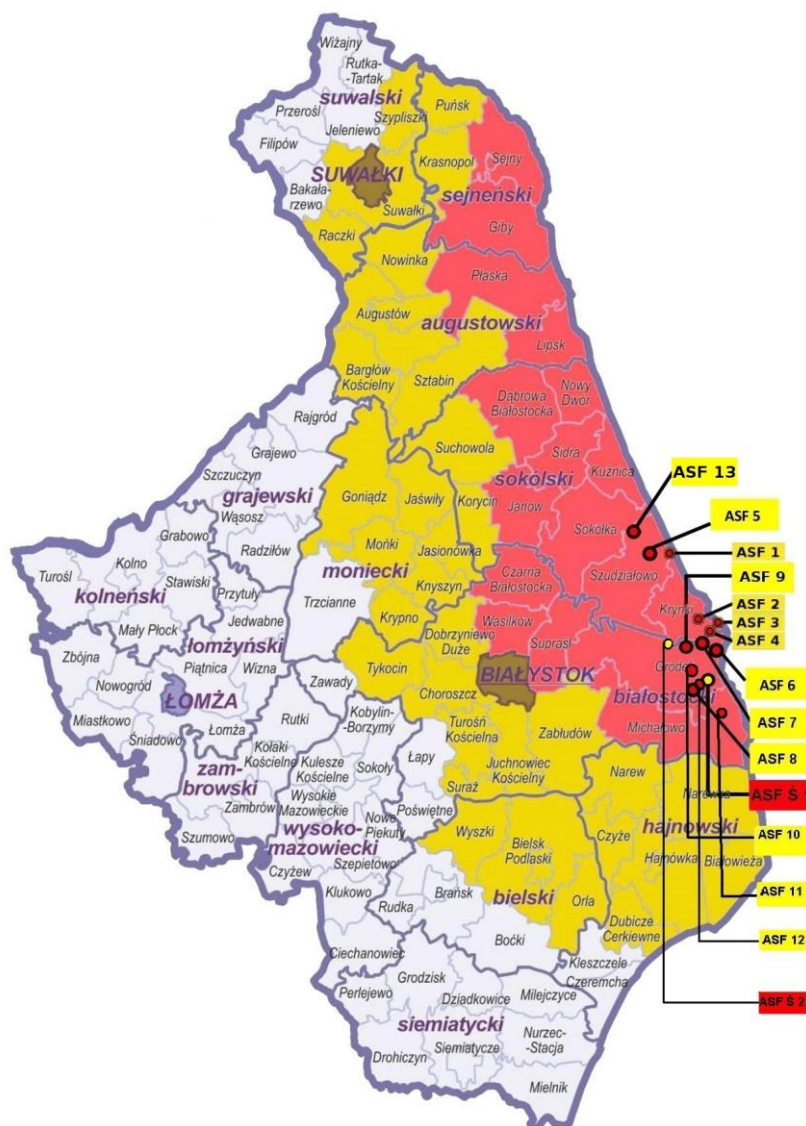 Wiżajny
Rutka-
-Tartak
suwalski
Przerośl
Szypliszki
Puńsk
Jeleniewo
Filipów
Krasnopol
Sejny
SUWAŁKI
Bakała-
rzewo
Suwałki
sejneński
Giby
Raczki
Nowinka
Płaska
Augustów
augustowski
Lipsk
Bargłów
Kościelny
Sztabin
Dąbrowa
Białostocka
Nowy
Dwór
Rajgród
Suchowola
Sidra
Grajewo
Kuźnica
ASF 13
Szczuczyn
sokólski
grajewski
Goniądz
Jaświły
Korycin
Janów
Wąsosz
Sokółka
ASF 5
Grabowo
Radziłów
Mońki
Jasionówka
ASF 1
Kolno
moniecki
Szudziałowo
Turośl
Stawiski
Knyszyn
Czarna
Białostocka
ASF 9
kolneński
Przytuły
Trzcianne
Krypno
Krynki
ASF 2
Jedwabne
Wasilków
ASF 3
Mały Płock
łomżyński
Dobrzyniewo
Duże
Supraśl
ASF 4
Zbójna
Piątnica
Wizna
Tykocin
Gródek
Nowogród
BIAŁYSTOK
ASF 6
ŁOMŻA
Zawady
Choroszcz
białostocki
Miastkowo
Kobylin-
-Borzymy
Michałowo
ASF 7
Śniadowo
Łomża
Rutki
Turośń
Kościelna
Zabłudów
Kołaki
Kościelne
Łapy
ASF 8
zam-
browski
Kulesze
Kościelne
Sokoły
Juchnowiec
Kościelny
Narew
Suraż
Narewka
ASF Ś 1
Zambrów
Wysokie
Mazowieckie
Nowe
Piekuty
Poświętne
Wyszki
hajnowski
Szumowo
wysoko-
mazowiecki
Bielsk
Podlaski
Czyże
ASF 10
Szepietowo
Hajnówka
Białowieża
Czyżew
Klukowo
Brańsk
Orla
ASF 11
Rudka
bielski
Dubicze
Cerkiewne
Boćki
ASF 12
Ciechanowiec
Kleszczele
Grodzisk
Czeremcha
Perlejewo
Dziadkowice
Milejczyce
ASF Ś 2
siemiatycki
Nurzec-
-Stacja
Drohiczyn
Siemiatycze
Mielnik